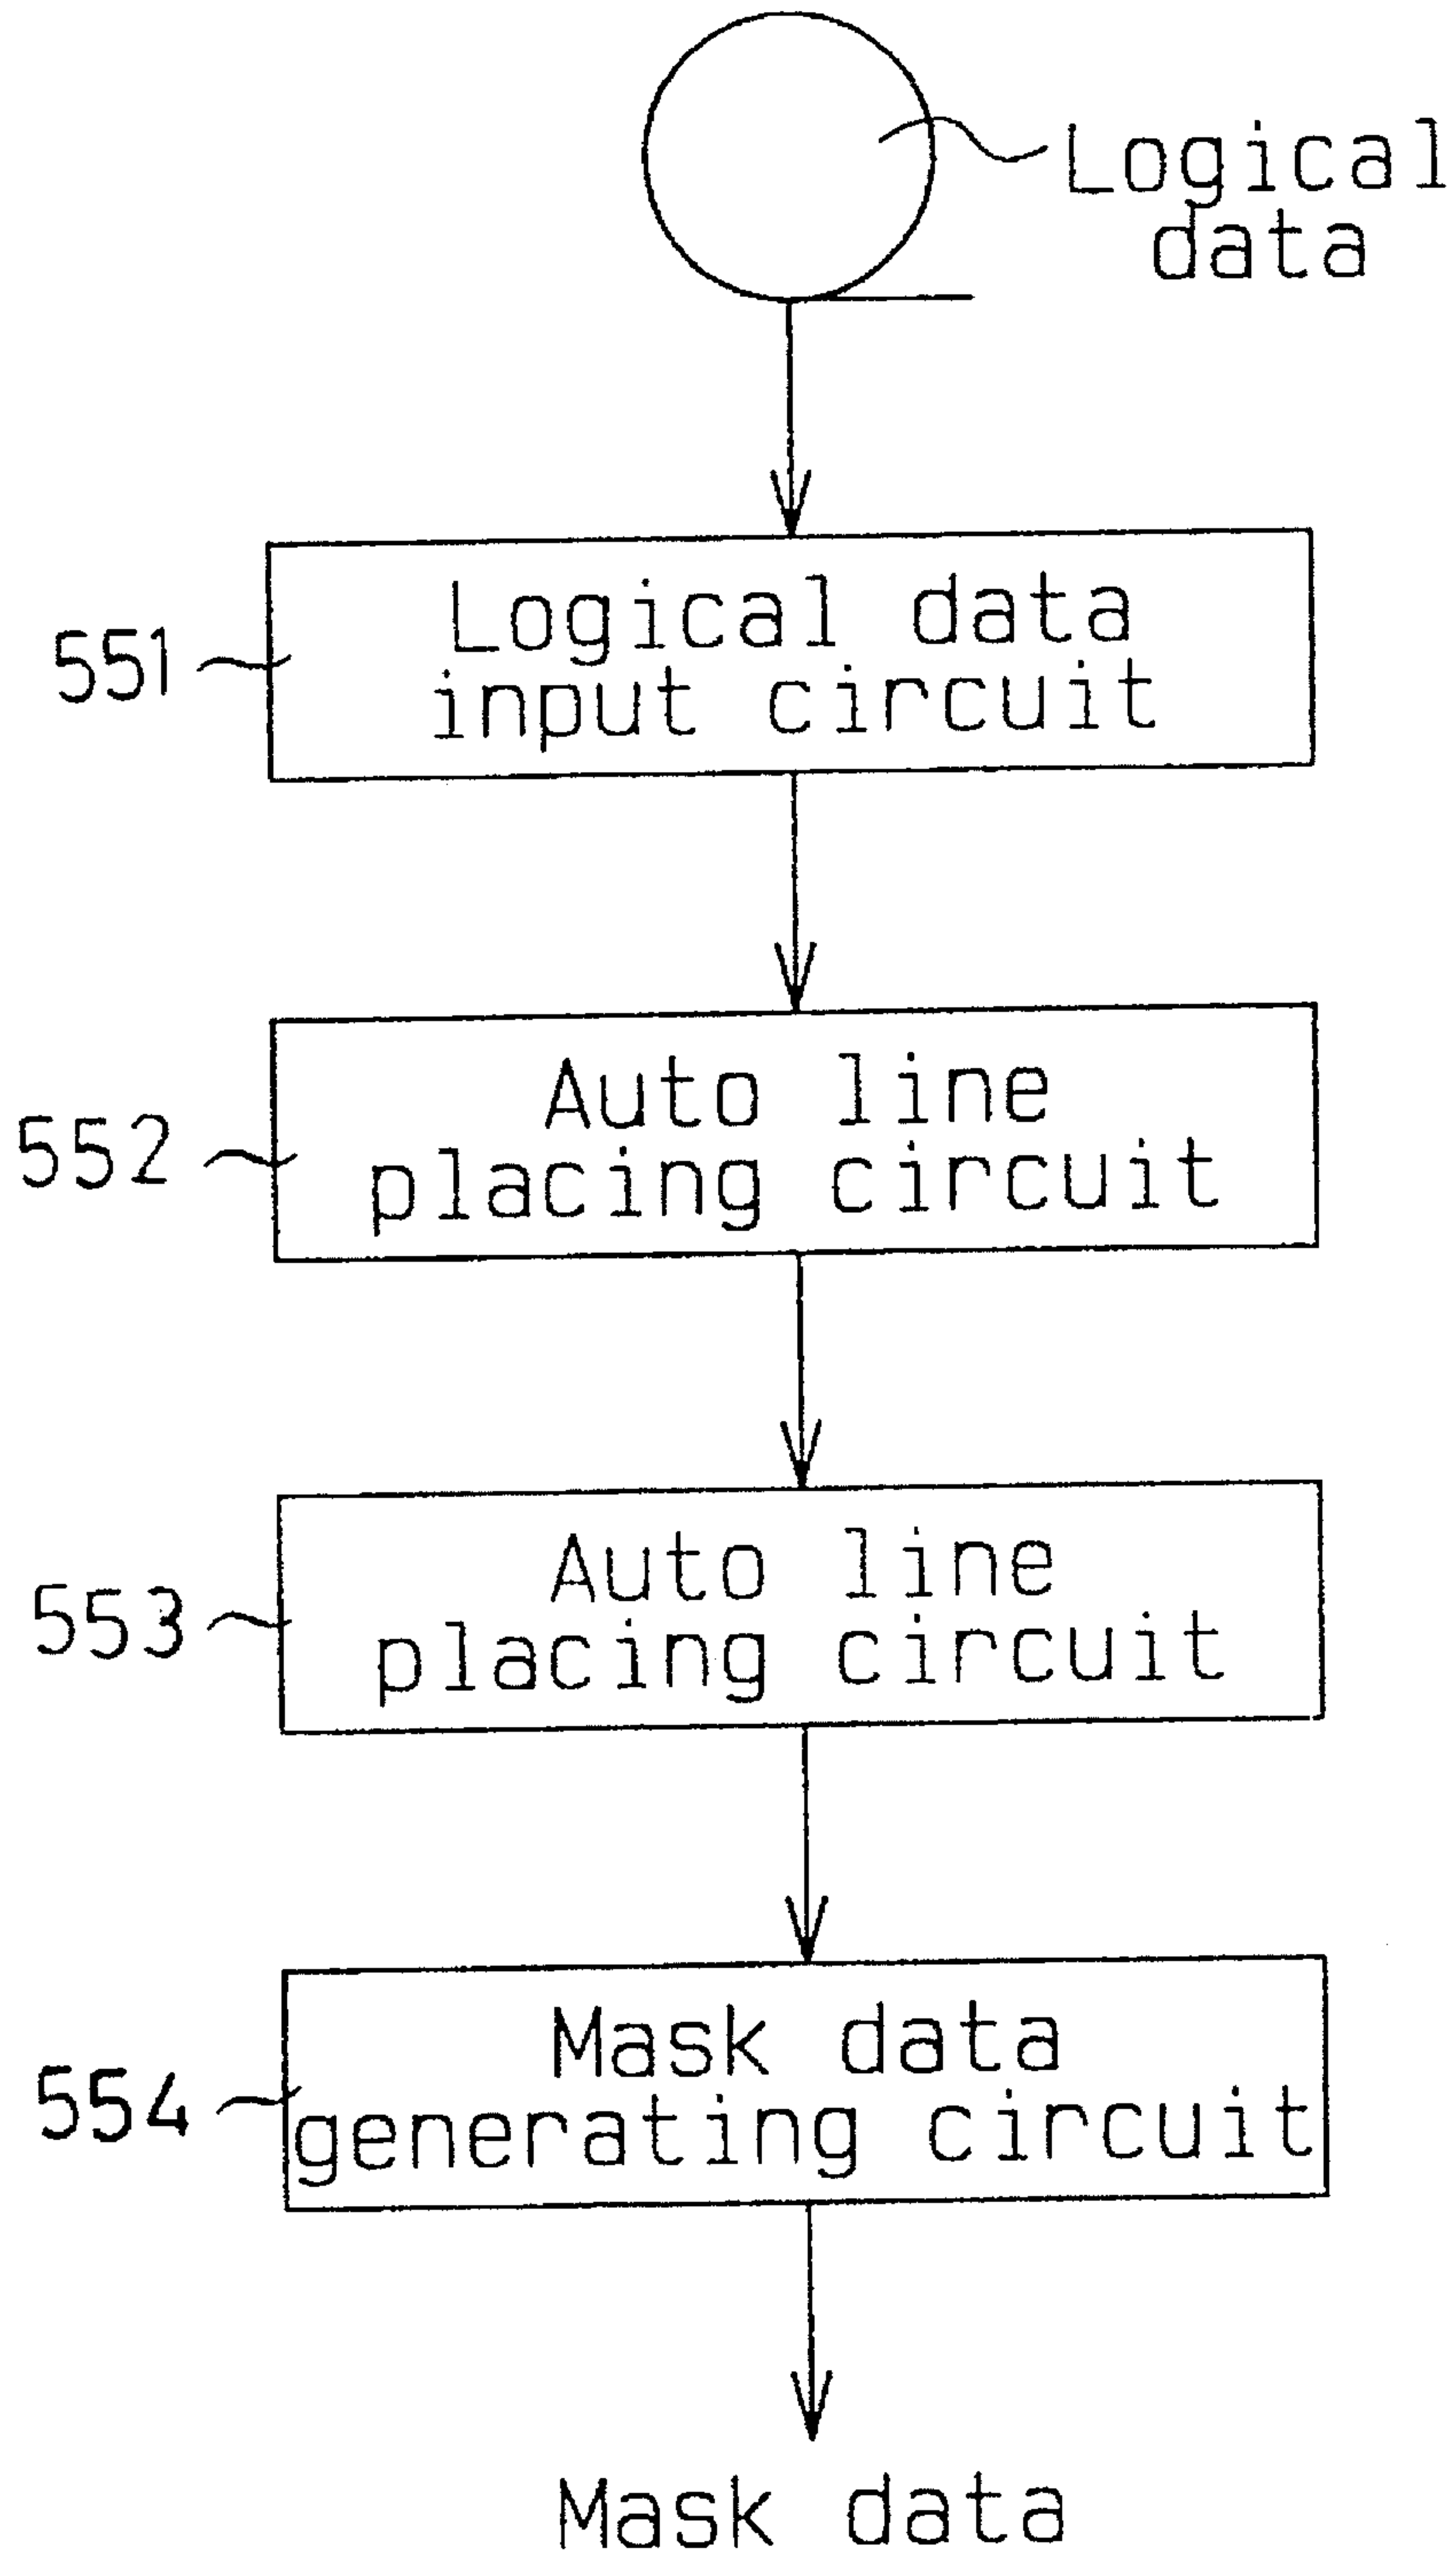 Logical
data
Logical data
input circuit
551
Auto line
placing circuit
552
Auto line
placing circuit
553
Mask data
generating circuit
554
Mask data